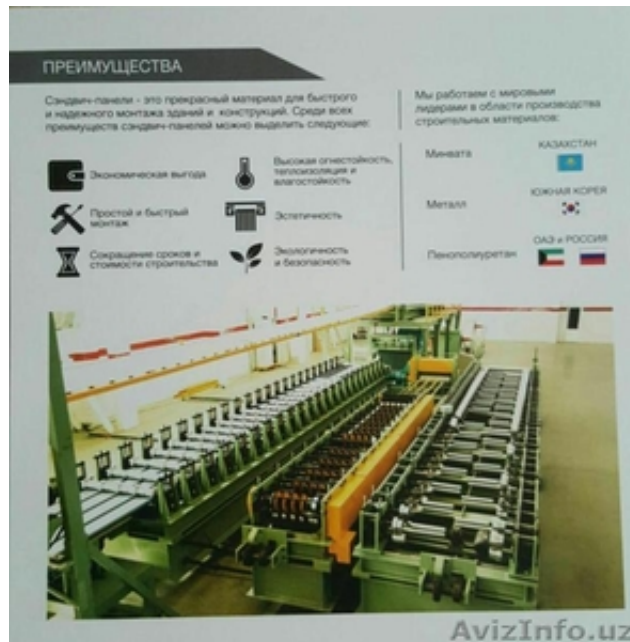 ПРЕИМУЩЕСТВА
Сэндвич-панели - это прекрасный материал для быстрого
и надежного монтажа зданий и конструкций. Среди всех
преимуществ сэндвич-панелей можно выделить следующие:
Экономическая выгода
Простой и быстрый
монтаж
Сокращение сроков и
стоимости строительства
Высокая огнестойкость,
теплоизоляция и
влагостойкость
Эстетичность
Экологичность
и безопасность
Мы работаем с мировыми
лидерами в области производства
строительных материалов:
Минвата
КАЗАХСТАН
Металл
ЮЖНАЯ КОРЕЯ
Пенополиуретан
ОАЭ и РОССИЯ
AvizInfo.uz